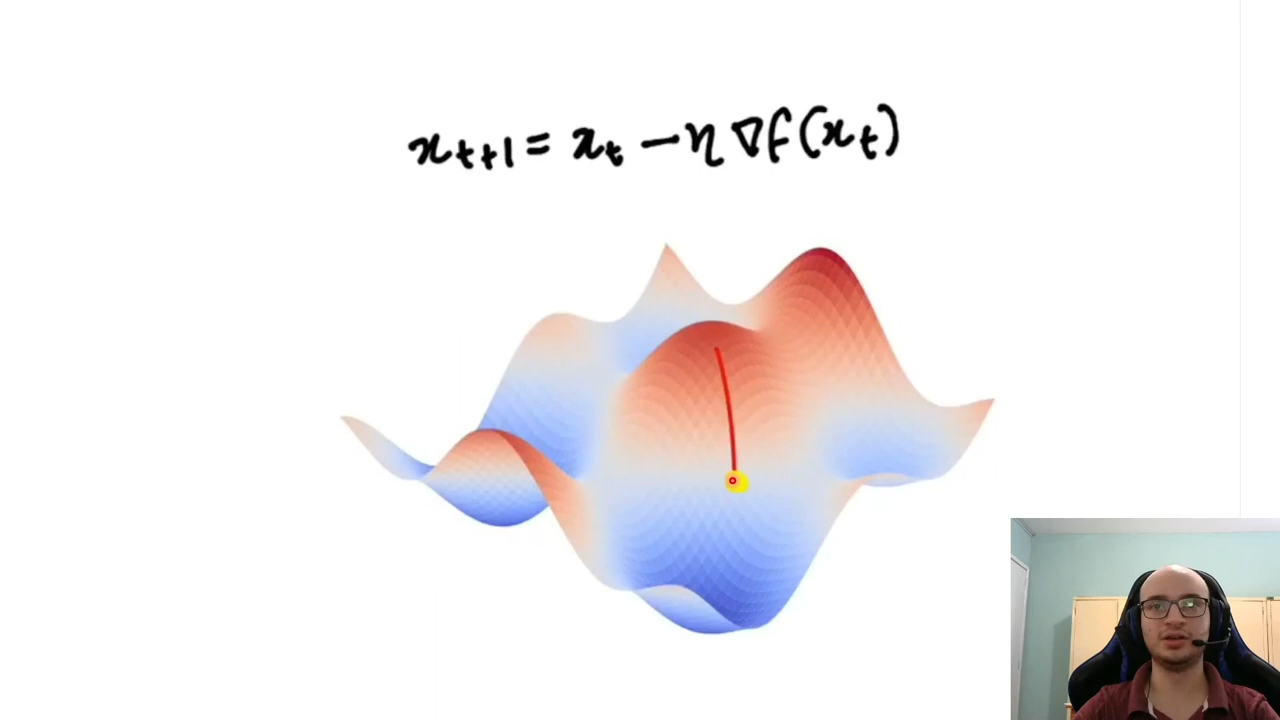 x_{t+1} = x_t - η ∇f(x_t)